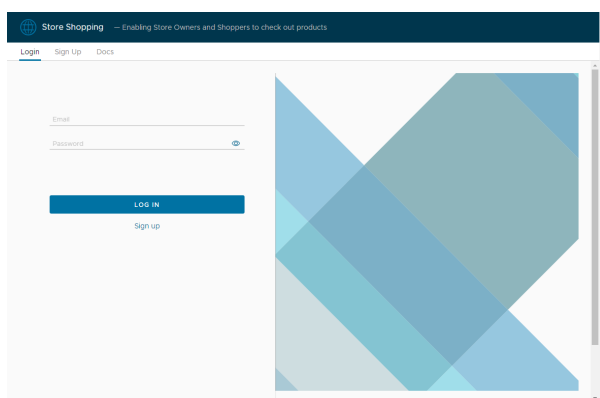 Store Shopping — Enabling Store Owners and Shoppers to check out products
Login Sign Up Docs
Email
Password
LOG IN
Sign up